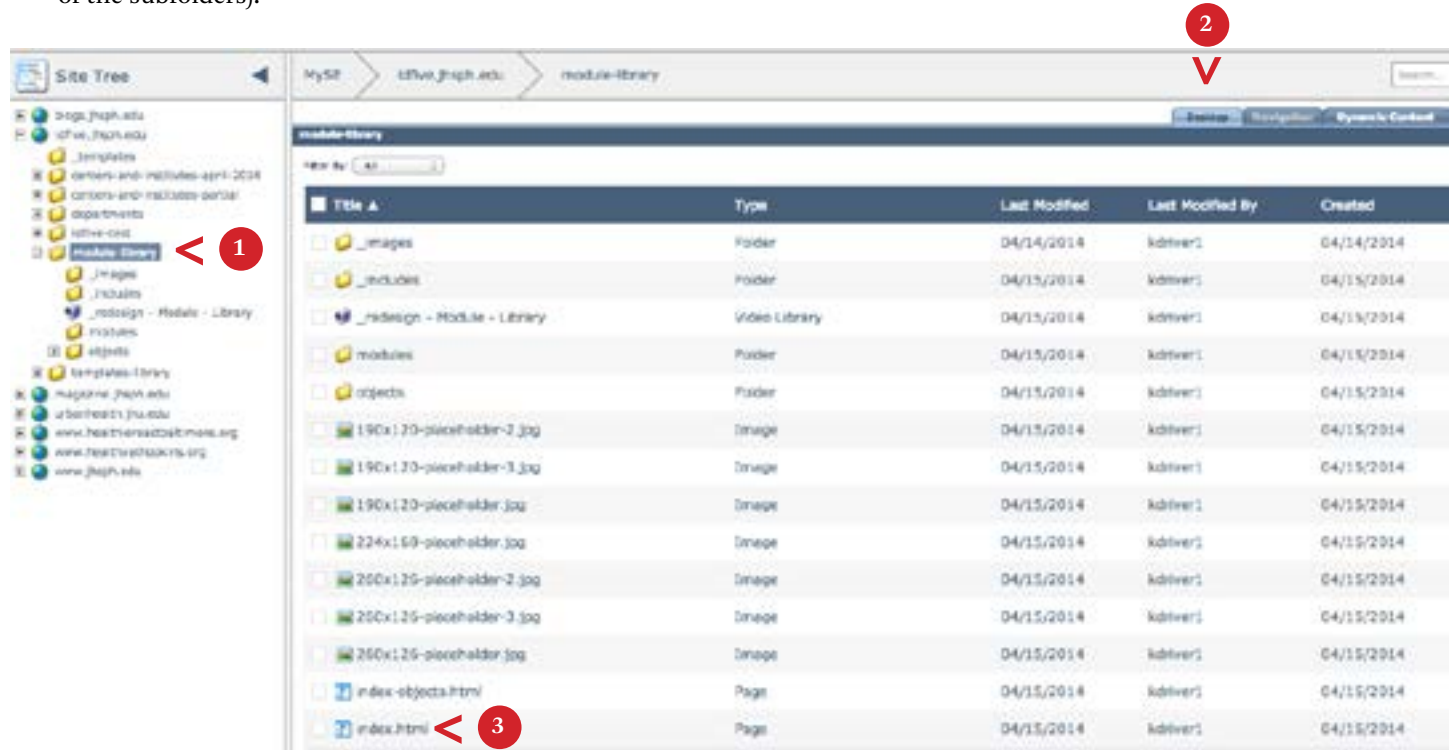 of the subfolders).
2
Site Tree
MySite
idfive.jhsph.edu
module-library
Search...
blogs.jhsph.edu
idfive.jhsph.edu
_templates
centers-and-institutes-april-2014
centers-and-institutes-partial
departments
module-library
1
_images
_includes
_redesign - Module - Library
modules
objects
templates-library
magazine.jhsph.edu
urbanhealth.jhu.edu
www.jhsph.edu
Preview Navigation Dynamic Content
module-library
Filter By: All
Title Type Last Modified Last Modified By Created
_images Folder 04/14/2014 kdriver1 04/14/2014
_includes Folder 04/15/2014 kdriver1 04/15/2014
_redesign - Module - Library Video Library 04/15/2014 kdriver1 04/15/2014
modules Folder 04/15/2014 kdriver1 04/15/2014
objects Folder 04/15/2014 kdriver1 04/15/2014
190x120-placeholder-2.jpg Image 04/15/2014 kdriver1 04/15/2014
190x120-placeholder-3.jpg Image 04/15/2014 kdriver1 04/15/2014
190x120-placeholder.jpg Image 04/15/2014 kdriver1 04/15/2014
224x160-placeholder.jpg Image 04/15/2014 kdriver1 04/15/2014
260x126-placeholder-2.jpg Image 04/15/2014 kdriver1 04/15/2014
260x126-placeholder-3.jpg Image 04/15/2014 kdriver1 04/15/2014
260x126-placeholder.jpg Image 04/15/2014 kdriver1 04/15/2014
index-objects.html Page 04/15/2014 kdriver1 04/15/2014
index.html 3 Page 04/15/2014 kdriver1 04/15/2014